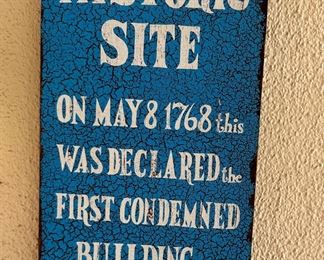 HISTORIC
SITE
ON MAY 8 1768 this
WAS DECLARED the
FIRST CONDEMNED
BUILDING